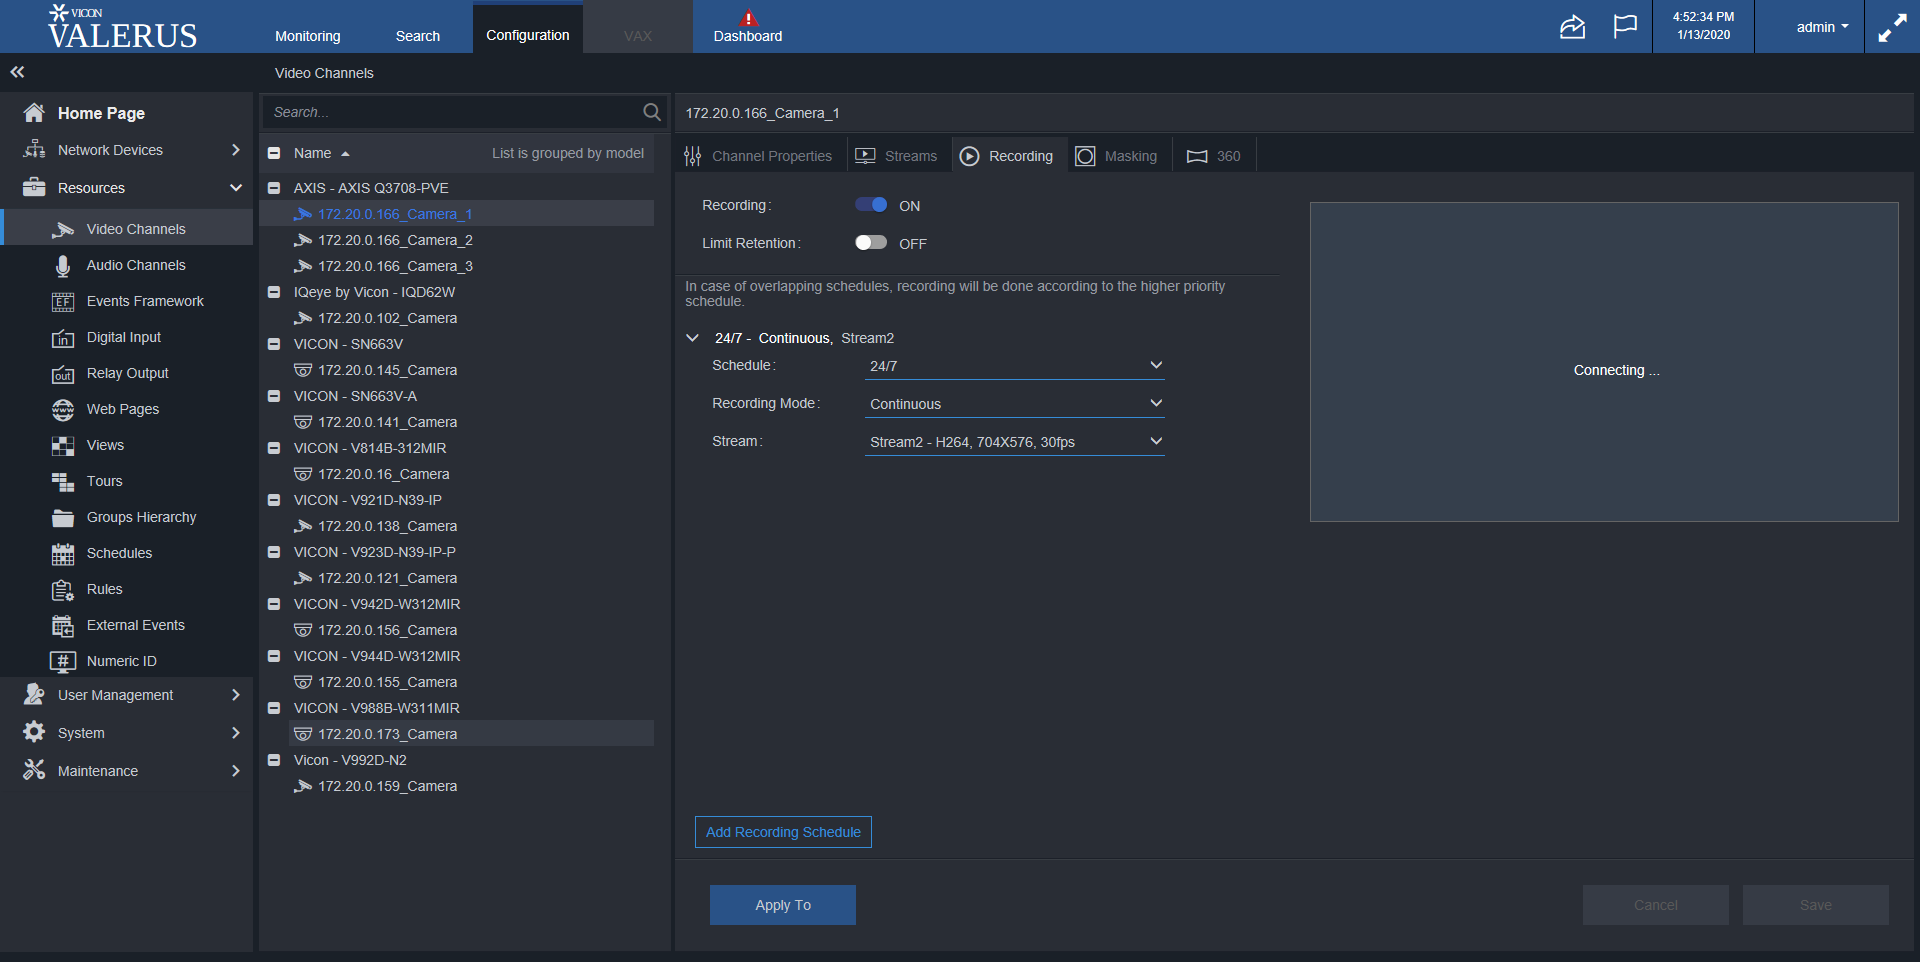 VICON
VALERUS
Monitoring
Search
Configuration
VAX
Dashboard
4:52:34 PM
1/13/2020
admin
Video Channels
Home Page
Network Devices
Resources
Video Channels
Audio Channels
EF Events Framework
in Digital Input
out Relay Output
www Web Pages
Views
Tours
Groups Hierarchy
Schedules
Rules
External Events
# Numeric ID
User Management
System
Maintenance
Search...
Name
List is grouped by model
AXIS - AXIS Q3708-PVE
172.20.0.166_Camera_1
172.20.0.166_Camera_2
172.20.0.166_Camera_3
IQeye by Vicon - IQD62W
172.20.0.102_Camera
VICON - SN663V
172.20.0.145_Camera
VICON - SN663V-A
172.20.0.141_Camera
VICON - V814B-312MIR
172.20.0.16_Camera
VICON - V921D-N39-IP
172.20.0.138_Camera
VICON - V923D-N39-IP-P
172.20.0.121_Camera
VICON - V942D-W312MIR
172.20.0.156_Camera
VICON - V944D-W312MIR
172.20.0.155_Camera
VICON - V988B-W311MIR
172.20.0.173_Camera
Vicon - V992D-N2
172.20.0.159_Camera
172.20.0.166_Camera_1
Channel Properties
Streams
Recording
Masking
360
Recording: ON
Limit Retention: OFF
In case of overlapping schedules, recording will be done according to the higher priority
schedule.
24/7 - Continuous, Stream2
Schedule: 24/7
Recording Mode: Continuous
Stream: Stream2 - H264, 704X576, 30fps
Connecting ...
Add Recording Schedule
Apply To
Cancel
Save